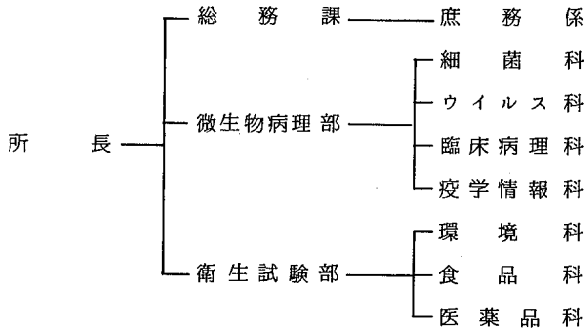 総務課 庶務係
細菌科
微生物病理部 ウイルス科
所長 臨床病理科
疫学情報科
環境科
衛生試験部 食品科
医薬品科